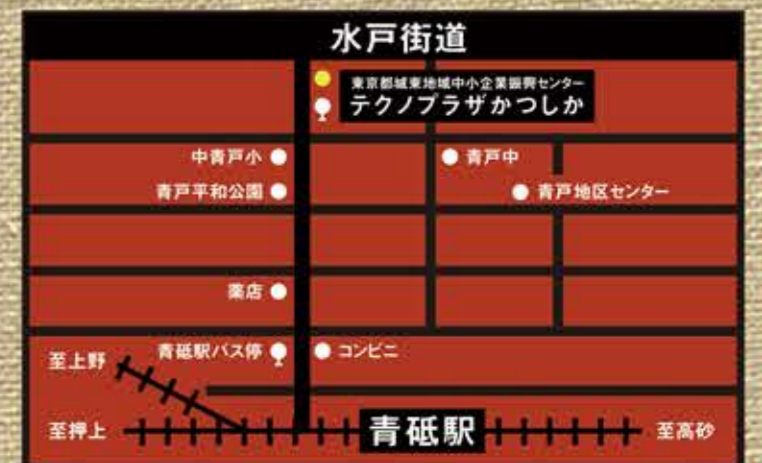 水戸街道
東京都城東地域中小企業振興センター
テクノプラザかつしか
中青戸小
青戸中
青戸平和公園
青戸地区センター
薬店
至上野
青砥駅バス停
コンビニ
至押上
青砥駅
至高砂